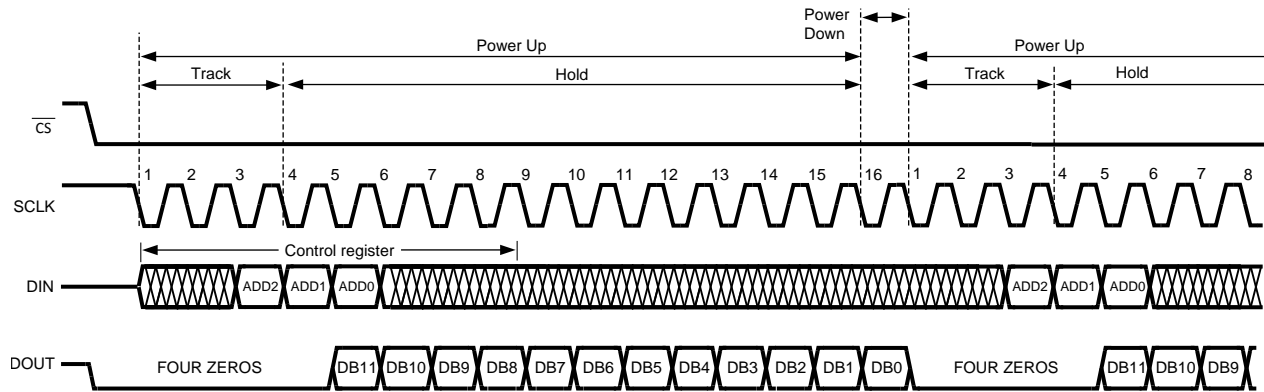 Power
Down
Power Up
Power Up
Track
Hold
Track
Hold
CS
1 2 3 4 5 6 7 8 9 10 11 12 13 14 15 16 1 2 3 4 5 6 7 8
SCLK
Control register
DIN
ADD2 ADD1 ADD0 ADD2 ADD1 ADD0
DOUT
FOUR ZEROS DB11 DB10 DB9 DB8 DB7 DB6 DB5 DB4 DB3 DB2 DB1 DB0 FOUR ZEROS DB11 DB10 DB9